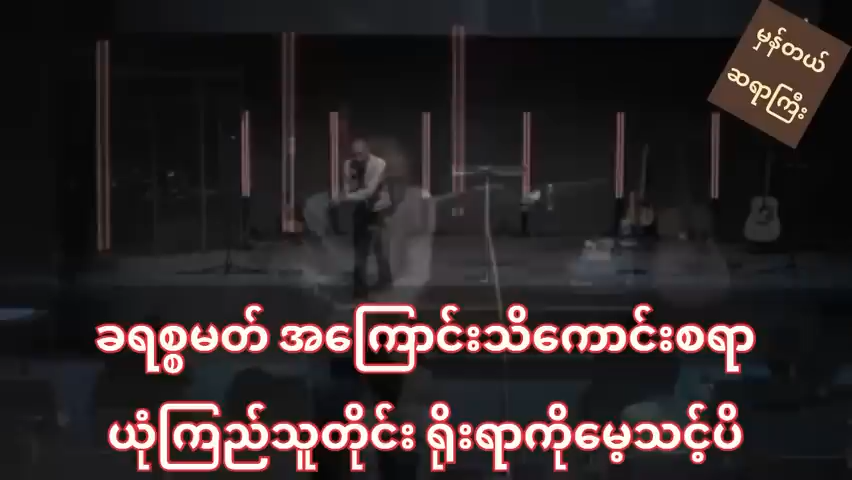 မှန်တယ်
ဆရာကြီး
ခရစ္စမတ် အကြောင်းသိကောင်းစရာ
ယုံကြည်သူတိုင်း ရိုးရာကိုမေ့သင့်ပိ